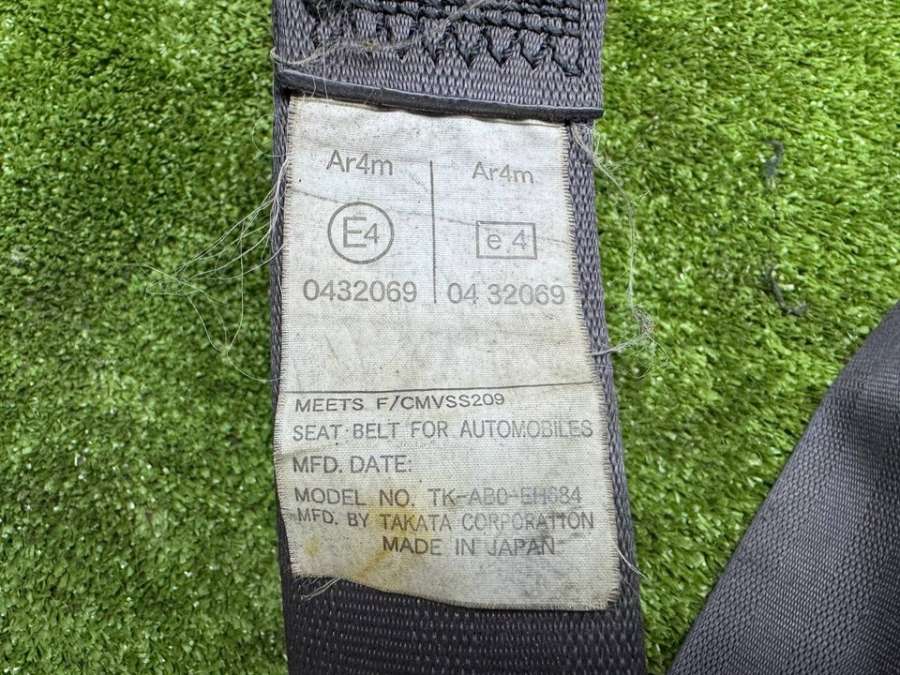 Ar4m
E4
0432069
Ar4m
e 4
04 32069
MEETS F/CMVSS209
SEAT BELT FOR AUTOMOBILES
MFD. DATE:
MODEL NO. TK-AB0-EH684
MFD. BY TAKATA CORPORATION
MADE IN JAPAN